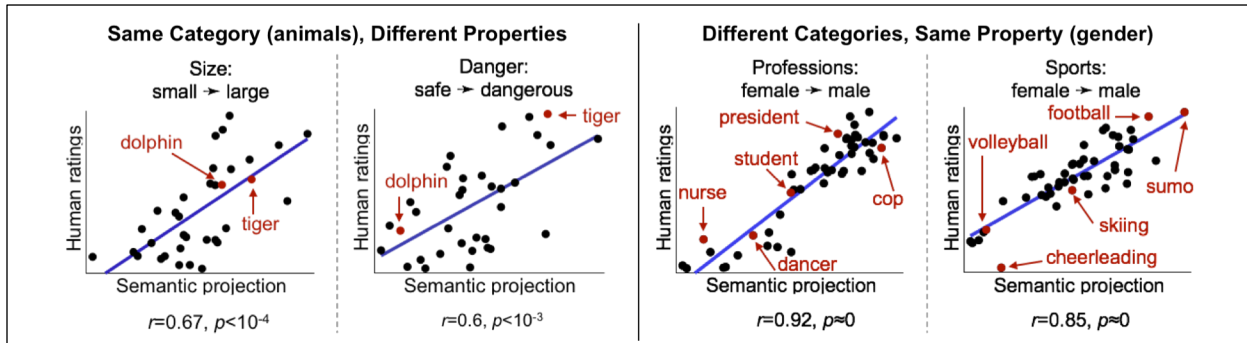 Same Category (animals), Different Properties
Size:
small → large
Human ratings
dolphin
tiger
Semantic projection
r=0.67, p<10⁻⁴
Danger:
safe → dangerous
Human ratings
tiger
dolphin
Semantic projection
r=0.6, p<10⁻³
Different Categories, Same Property (gender)
Professions:
female → male
Human ratings
president
student
nurse
cop
dancer
Semantic projection
r=0.92, p≈0
Sports:
female → male
Human ratings
football
volleyball
sumo
skiing
cheerleading
Semantic projection
r=0.85, p≈0